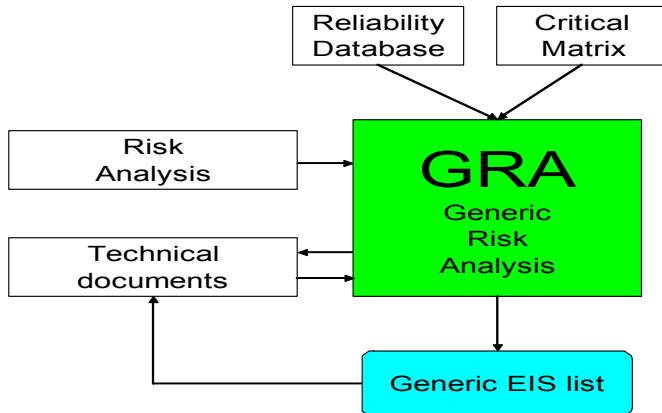 Reliability
Database
Critical
Matrix
Risk
Analysis
GRA
Generic
Risk
Analysis
Technical
documents
Generic EIS list